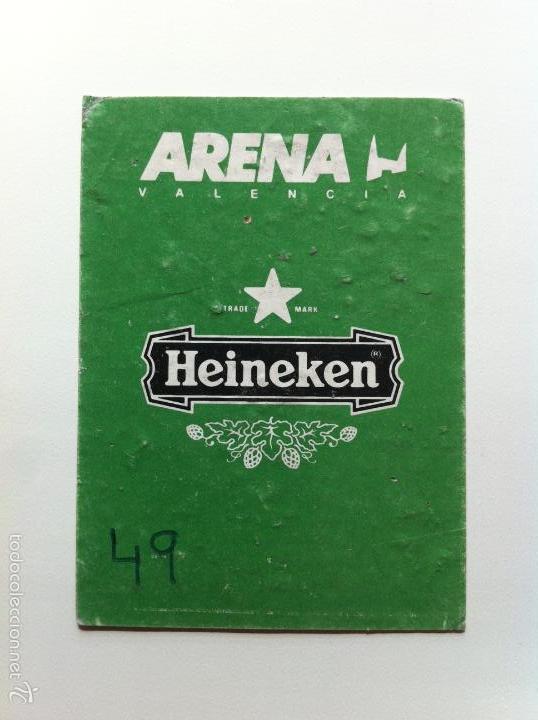 ARENA
VALENCIA
TRADE MARK
Heineken (R)
49
todocoleccion.net